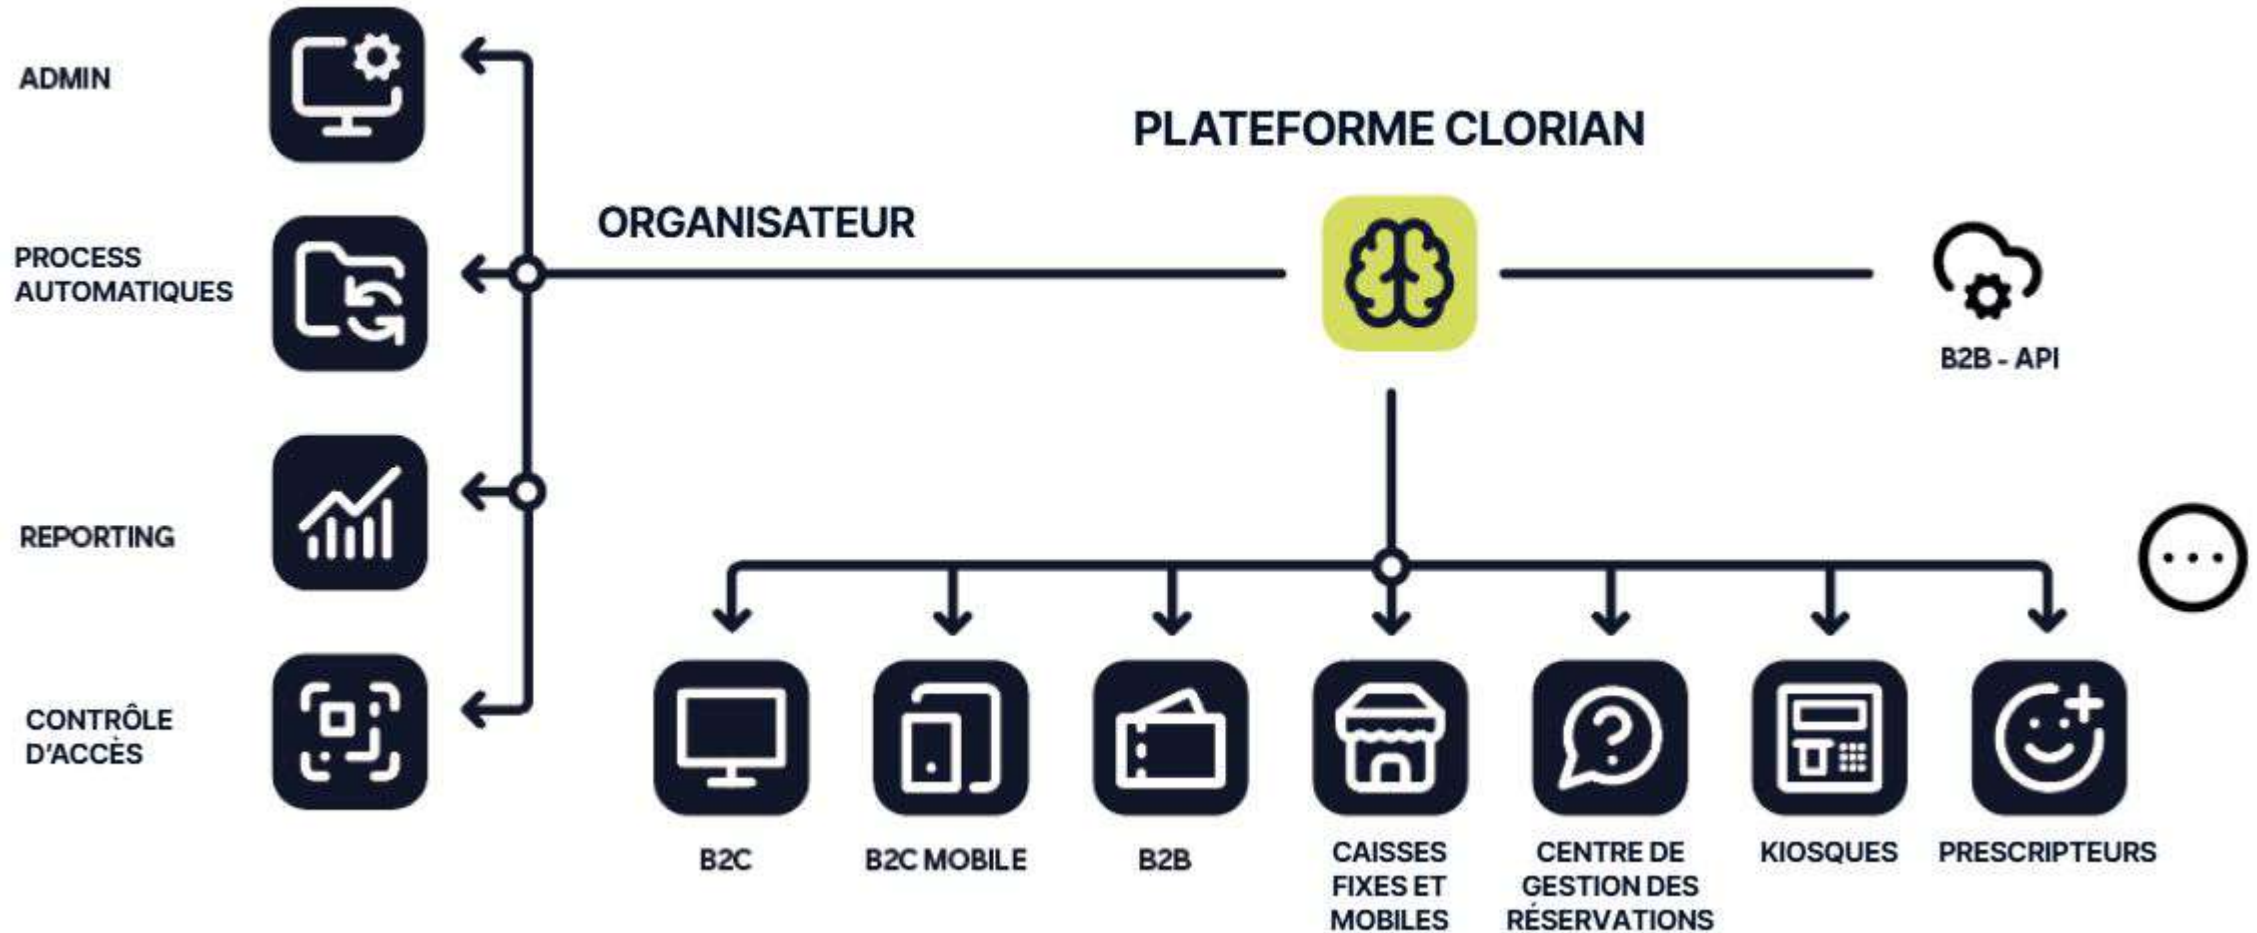 ADMIN
PLATEFORME CLORIAN
ORGANISATEUR
PROCESS
AUTOMATIQUES
B2B - API
REPORTING
CONTRÔLE
D'ACCÈS
B2C
B2C MOBILE
B2B
CAISSES
FIXES ET
MOBILES
CENTRE DE
GESTION DES
RÉSERVATIONS
KIOSQUES
PRESCRIPTEURS